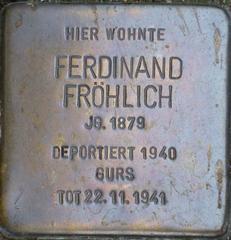 HIER WOHNTE
FERDINAND
FRÖHLICH
JG. 1879
DEPORTIERT 1940
GURS
TOT 22.11.1941